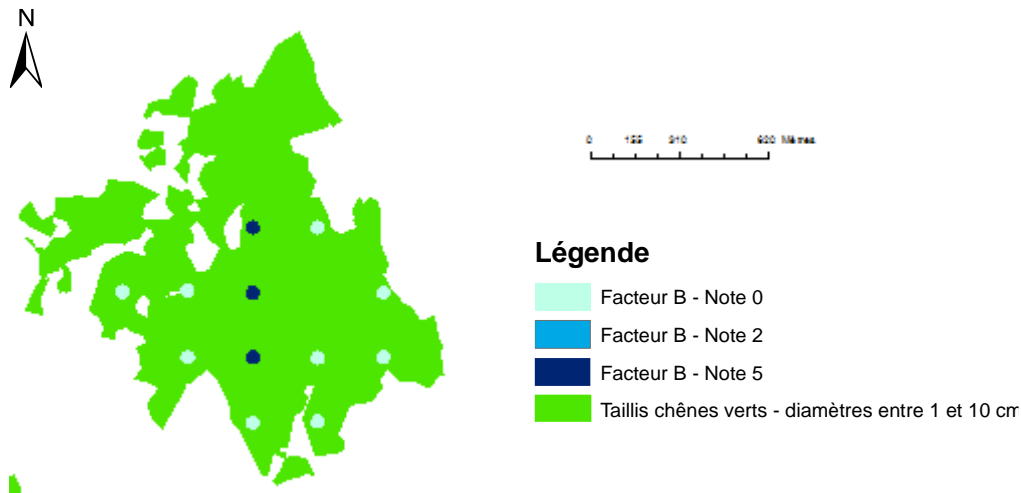 N
0 155 310 620 Mètres
Légende
Facteur B - Note 0
Facteur B - Note 2
Facteur B - Note 5
Taillis chênes verts - diamètres entre 1 et 10 cm